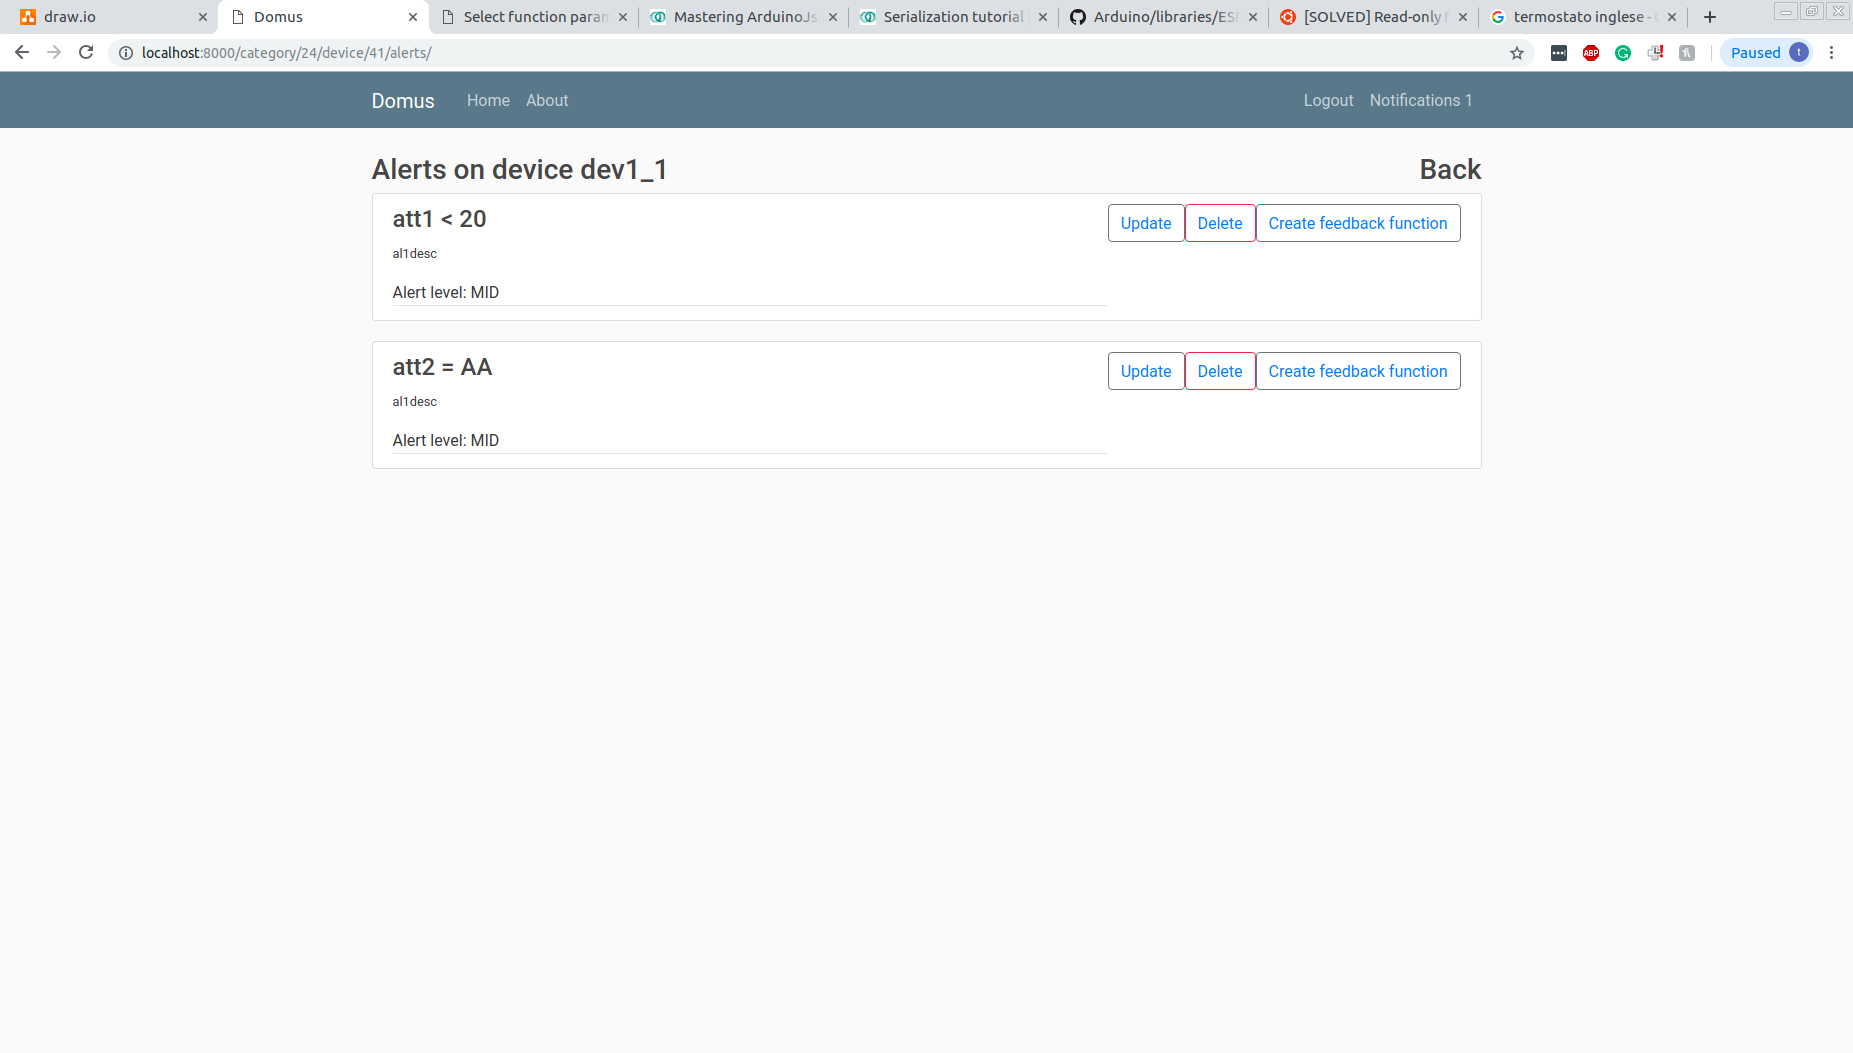 draw.io
Domus
Select function param
Mastering ArduinoJs
Serialization tutorial
Arduino/libraries/ESP
[SOLVED] Read-only f
termostato inglese -
localhost:8000/category/24/device/41/alerts/
ABP
Paused t
Domus Home About Logout Notifications 1
Alerts on device dev1_1 Back
att1 < 20 Update Delete Create feedback function
al1desc
Alert level: MID
att2 = AA Update Delete Create feedback function
al1desc
Alert level: MID